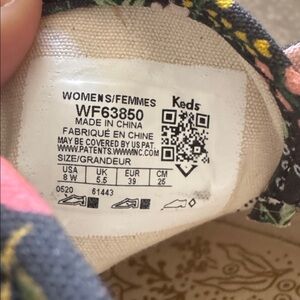 WOMENS/FEMMES Keds
WF63850
MADE IN CHINA
FABRIQUÉ EN CHINE
MAY BE COVERED BY US PAT.
WWW.PATENTS.WWWINC.COM
SIZE/GRANDEUR
USA UK EUR CM
8 W 5.5 39 25
0520 61443